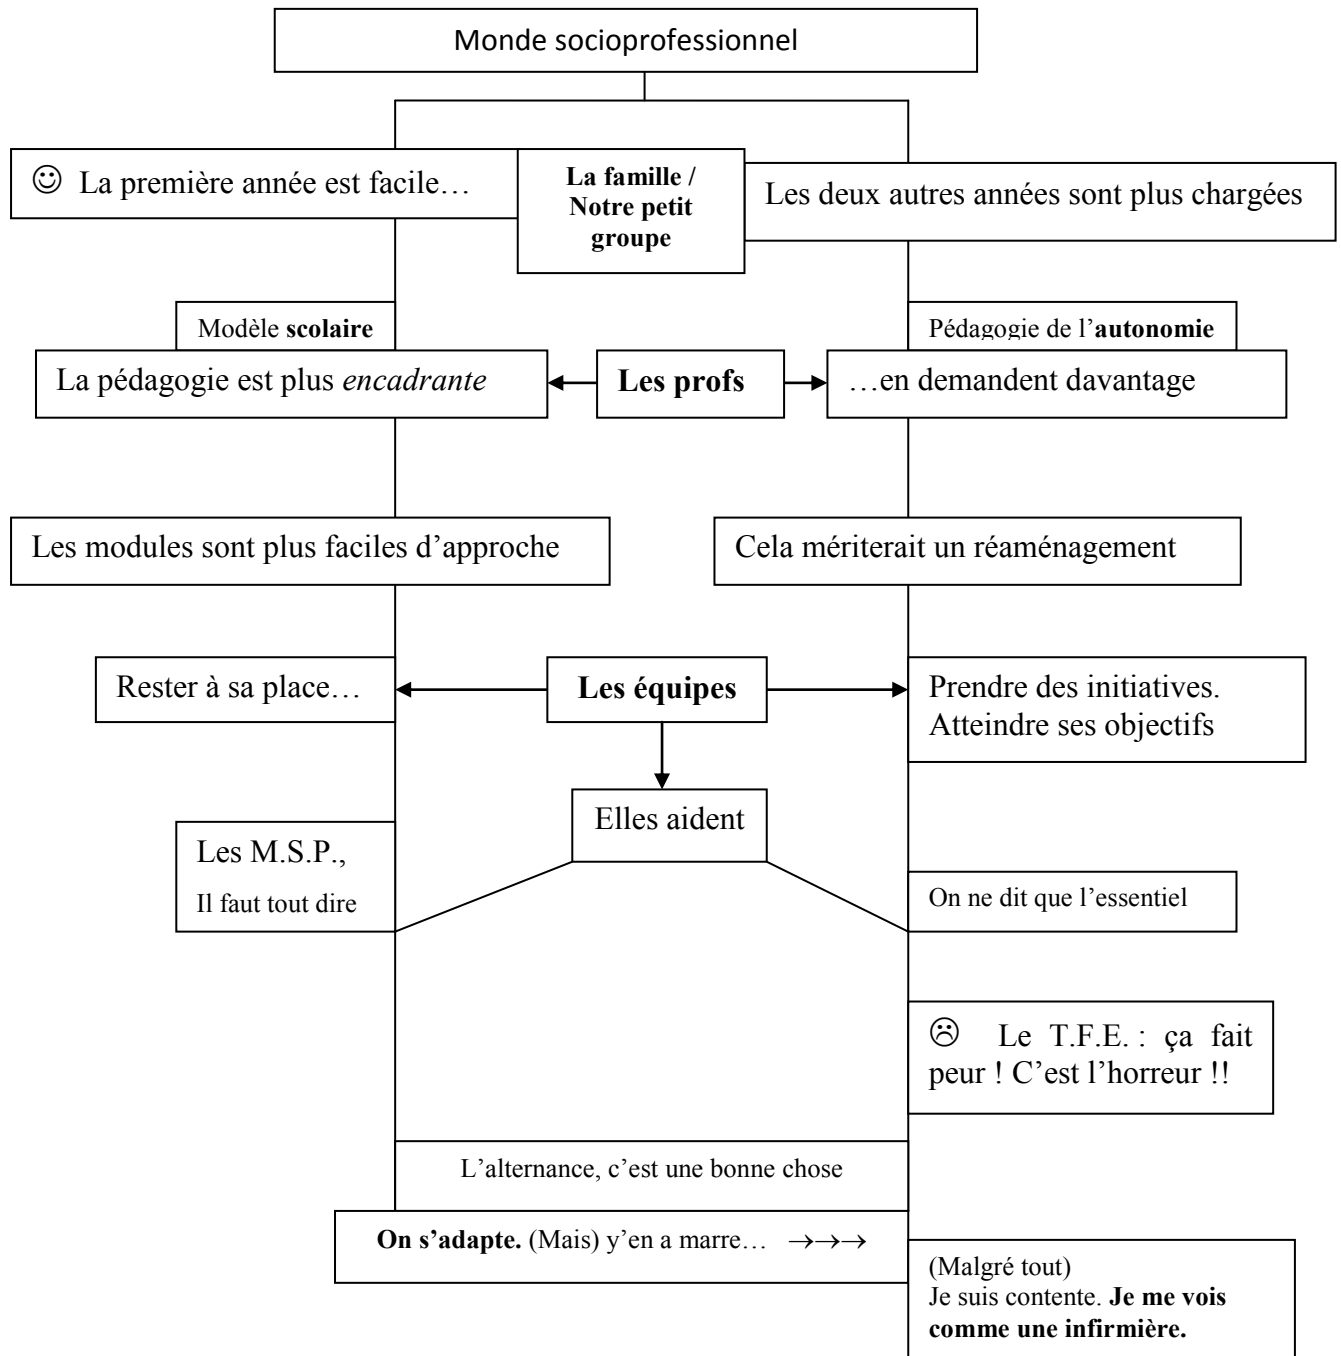 Monde socioprofessionnel
☺ La première année est facile…
La famille /
Notre petit
groupe
Les deux autres années sont plus chargées
Modèle scolaire
Pédagogie de l’autonomie
La pédagogie est plus encadrante
Les profs
…en demandent davantage
Les modules sont plus faciles d’approche
Cela mériterait un réaménagement
Rester à sa place…
Les équipes
Prendre des initiatives.
Atteindre ses objectifs
Elles aident
Les M.S.P.,
Il faut tout dire
On ne dit que l’essentiel
☹ Le T.F.E. : ça fait
peur ! C’est l’horreur !!
L’alternance, c’est une bonne chose
On s’adapte. (Mais) y’en a marre… →→→
(Malgré tout)
Je suis contente. Je me vois
comme une infirmière.